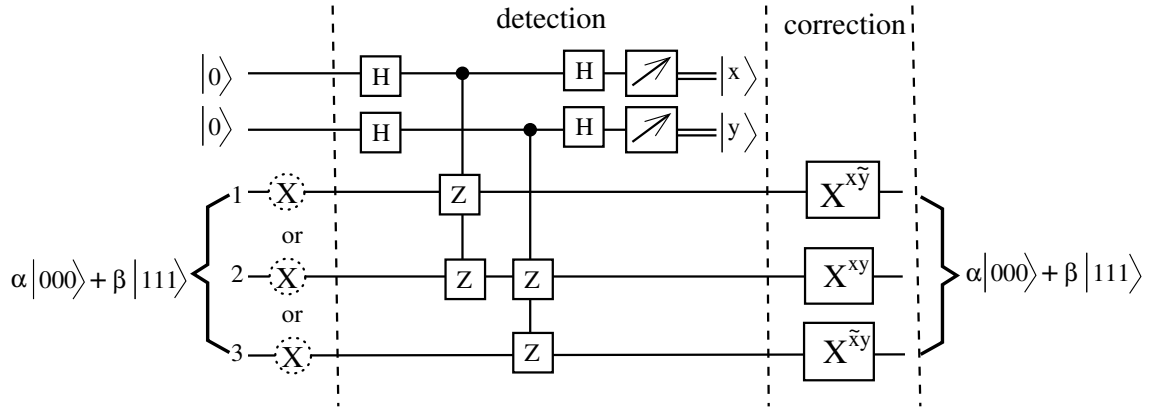 detection
correction
|0⟩ H H |x⟩
|0⟩ H H |y⟩
1 X Z X^{xỹ}
or
α|000⟩ + β|111⟩ 2 X Z Z X^{xy} α|000⟩ + β|111⟩
or
3 X Z X^{x̃y}